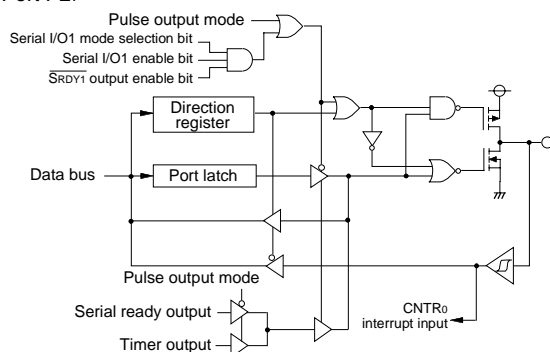 Pulse output mode
Serial I/O1 mode selection bit
Serial I/O1 enable bit
SRDY1 output enable bit
Direction
register
Data bus
Port latch
Pulse output mode
Serial ready output
Timer output
CNTR0
interrupt input